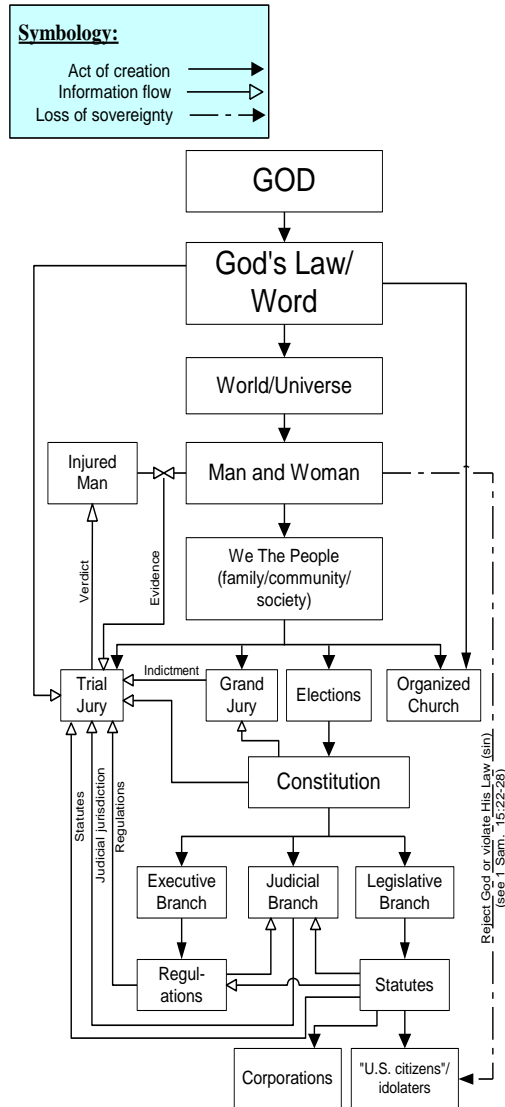 Symbology:
Act of creation
Information flow
Loss of sovereignty
GOD
God's Law/
Word
World/Universe
Injured
Man
Man and Woman
We The People
(family/community/
society)
Verdict
Evidence
Trial
Jury
Indictment
Grand
Jury
Elections
Organized
Church
Constitution
Statutes
Judicial jurisdiction
Regulations
Executive
Branch
Judicial
Branch
Legislative
Branch
Regul-
ations
Statutes
Corporations
"U.S. citizens"/
idolaters
Reject God or violate His Law (sin)
(see 1 Sam. 15:22-28)